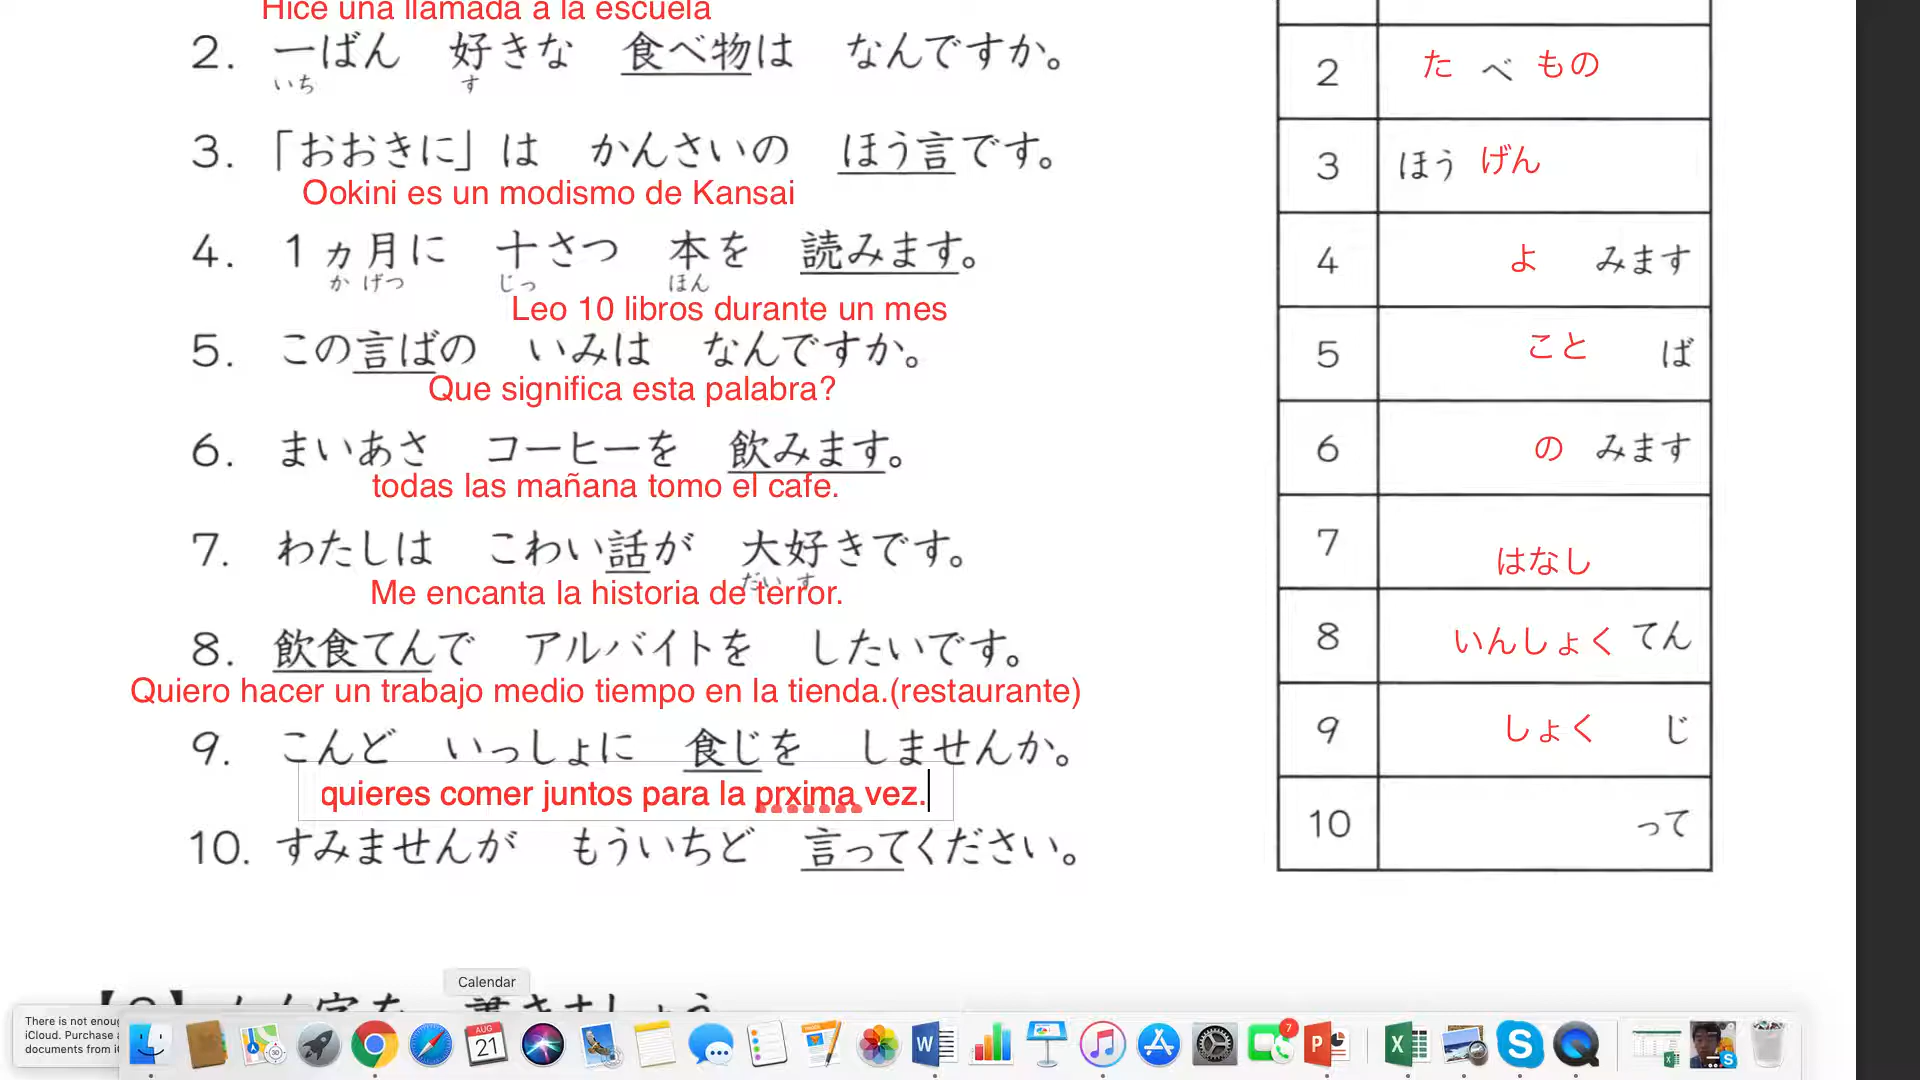 Hice una llamada a la escuela
2. 一ばん 好きな 食べ物は なんですか。
いち す
3. 「おおきに」は かんさいの ほう言です。
Ookini es un modismo de Kansai
4. 1ヵ月に 十さつ 本を 読みます。
か げつ じっ ほん
Leo 10 libros durante un mes
5. この言ばの いみは なんですか。
Que significa esta palabra?
6. まいあさ コーヒーを 飲みます。
todas las mañana tomo el cafe.
7. わたしは こわい話が 大好きです。
だい す
Me encanta la historia de terror.
8. 飲食てんで アルバイトを したいです。
Quiero hacer un trabajo medio tiempo en la tienda.(restaurante)
9. こんど いっしょに 食じを しませんか。
quieres comer juntos para la prxima vez.
10. すみませんが もういちど 言ってください。
2 た べ もの
3 ほう げん
4 よ みます
5 こと ば
6 の みます
7 はなし
8 いんしょく てん
9 しょく じ
10 って
Calendar
There is not enoug
iCloud. Purchase a
documents from i
AUG
21
7